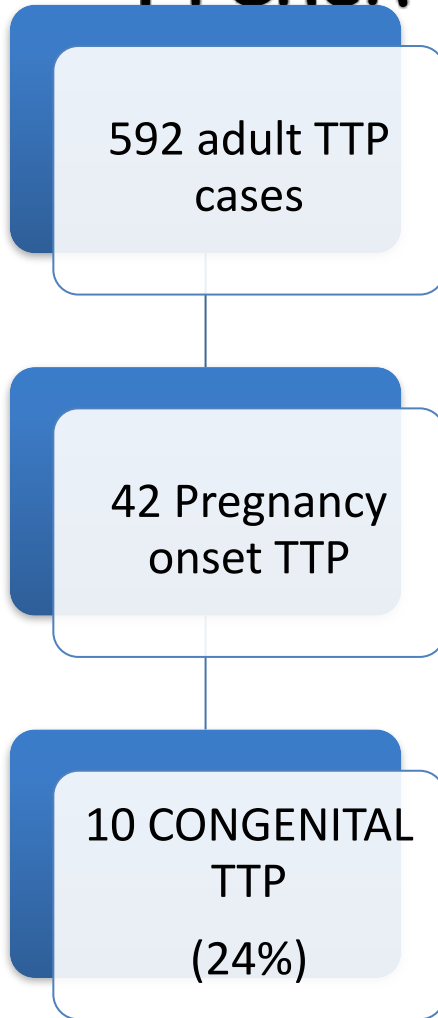 592 adult TTP
cases
42 Pregnancy
onset TTP
10 CONGENITAL
TTP
(24%)